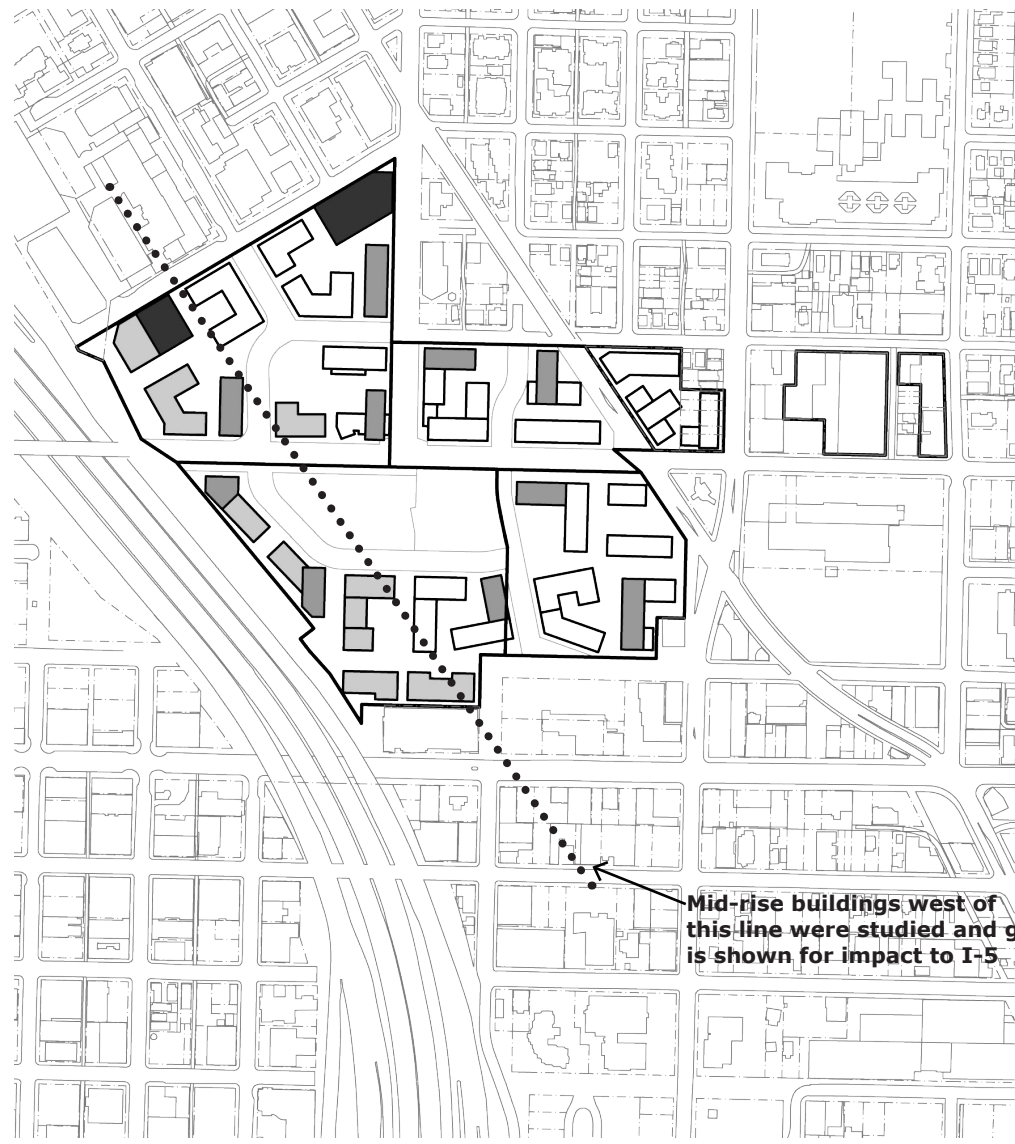 Mid-rise buildings west of
this line were studied and g
is shown for impact to I-5